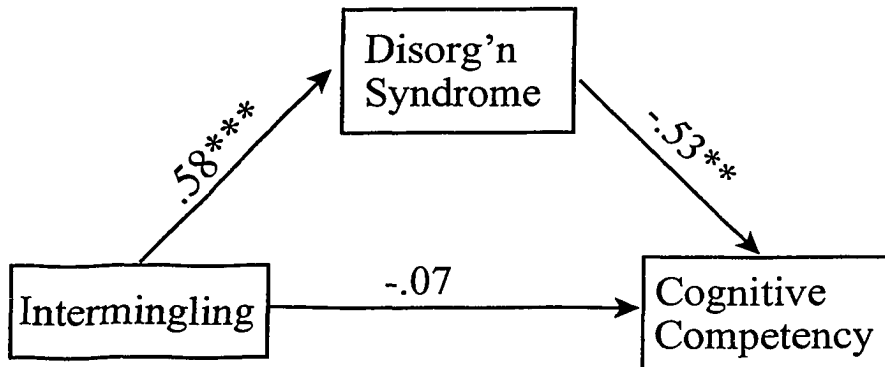 Disorg'n
Syndrome
.58***
-.53**
Intermingling
-.07
Cognitive
Competency